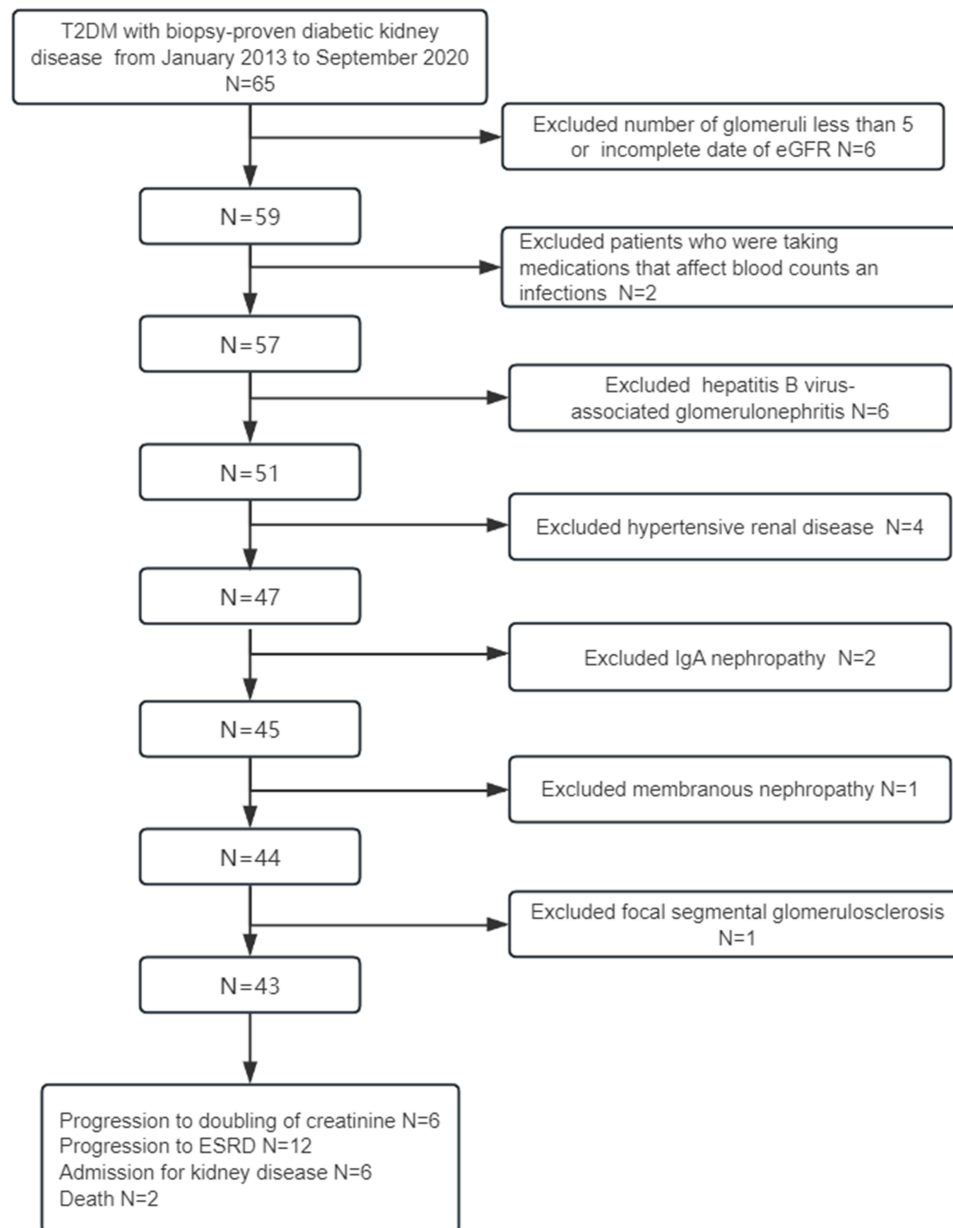 T2DM with biopsy-proven diabetic kidney
disease from January 2013 to September 2020
N=65
Excluded number of glomeruli less than 5
or incomplete date of eGFR N=6
N=59
Excluded patients who were taking
medications that affect blood counts an
infections N=2
N=57
Excluded hepatitis B virus-
associated glomerulonephritis N=6
N=51
Excluded hypertensive renal disease N=4
N=47
Excluded IgA nephropathy N=2
N=45
Excluded membranous nephropathy N=1
N=44
Excluded focal segmental glomerulosclerosis
N=1
N=43
Progression to doubling of creatinine N=6
Progression to ESRD N=12
Admission for kidney disease N=6
Death N=2